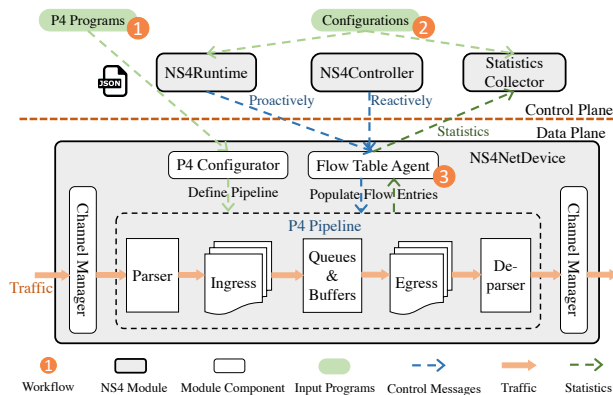 P4 Programs
1
Configurations
2
JSON
NS4Runtime
NS4Controller
Statistics
Collector
Proactively
Reactively
Statistics
Control Plane
Data Plane
NS4NetDevice
P4 Configurator
Flow Table Agent
3
Define Pipeline
Populate Flow Entries
P4 Pipeline
Channel Manager
Parser
Ingress
Queues
&
Buffers
Egress
De-
parser
Channel Manager
Traffic
1
Workflow
NS4 Module
Module Component
Input Programs
Control Messages
Traffic
Statistics